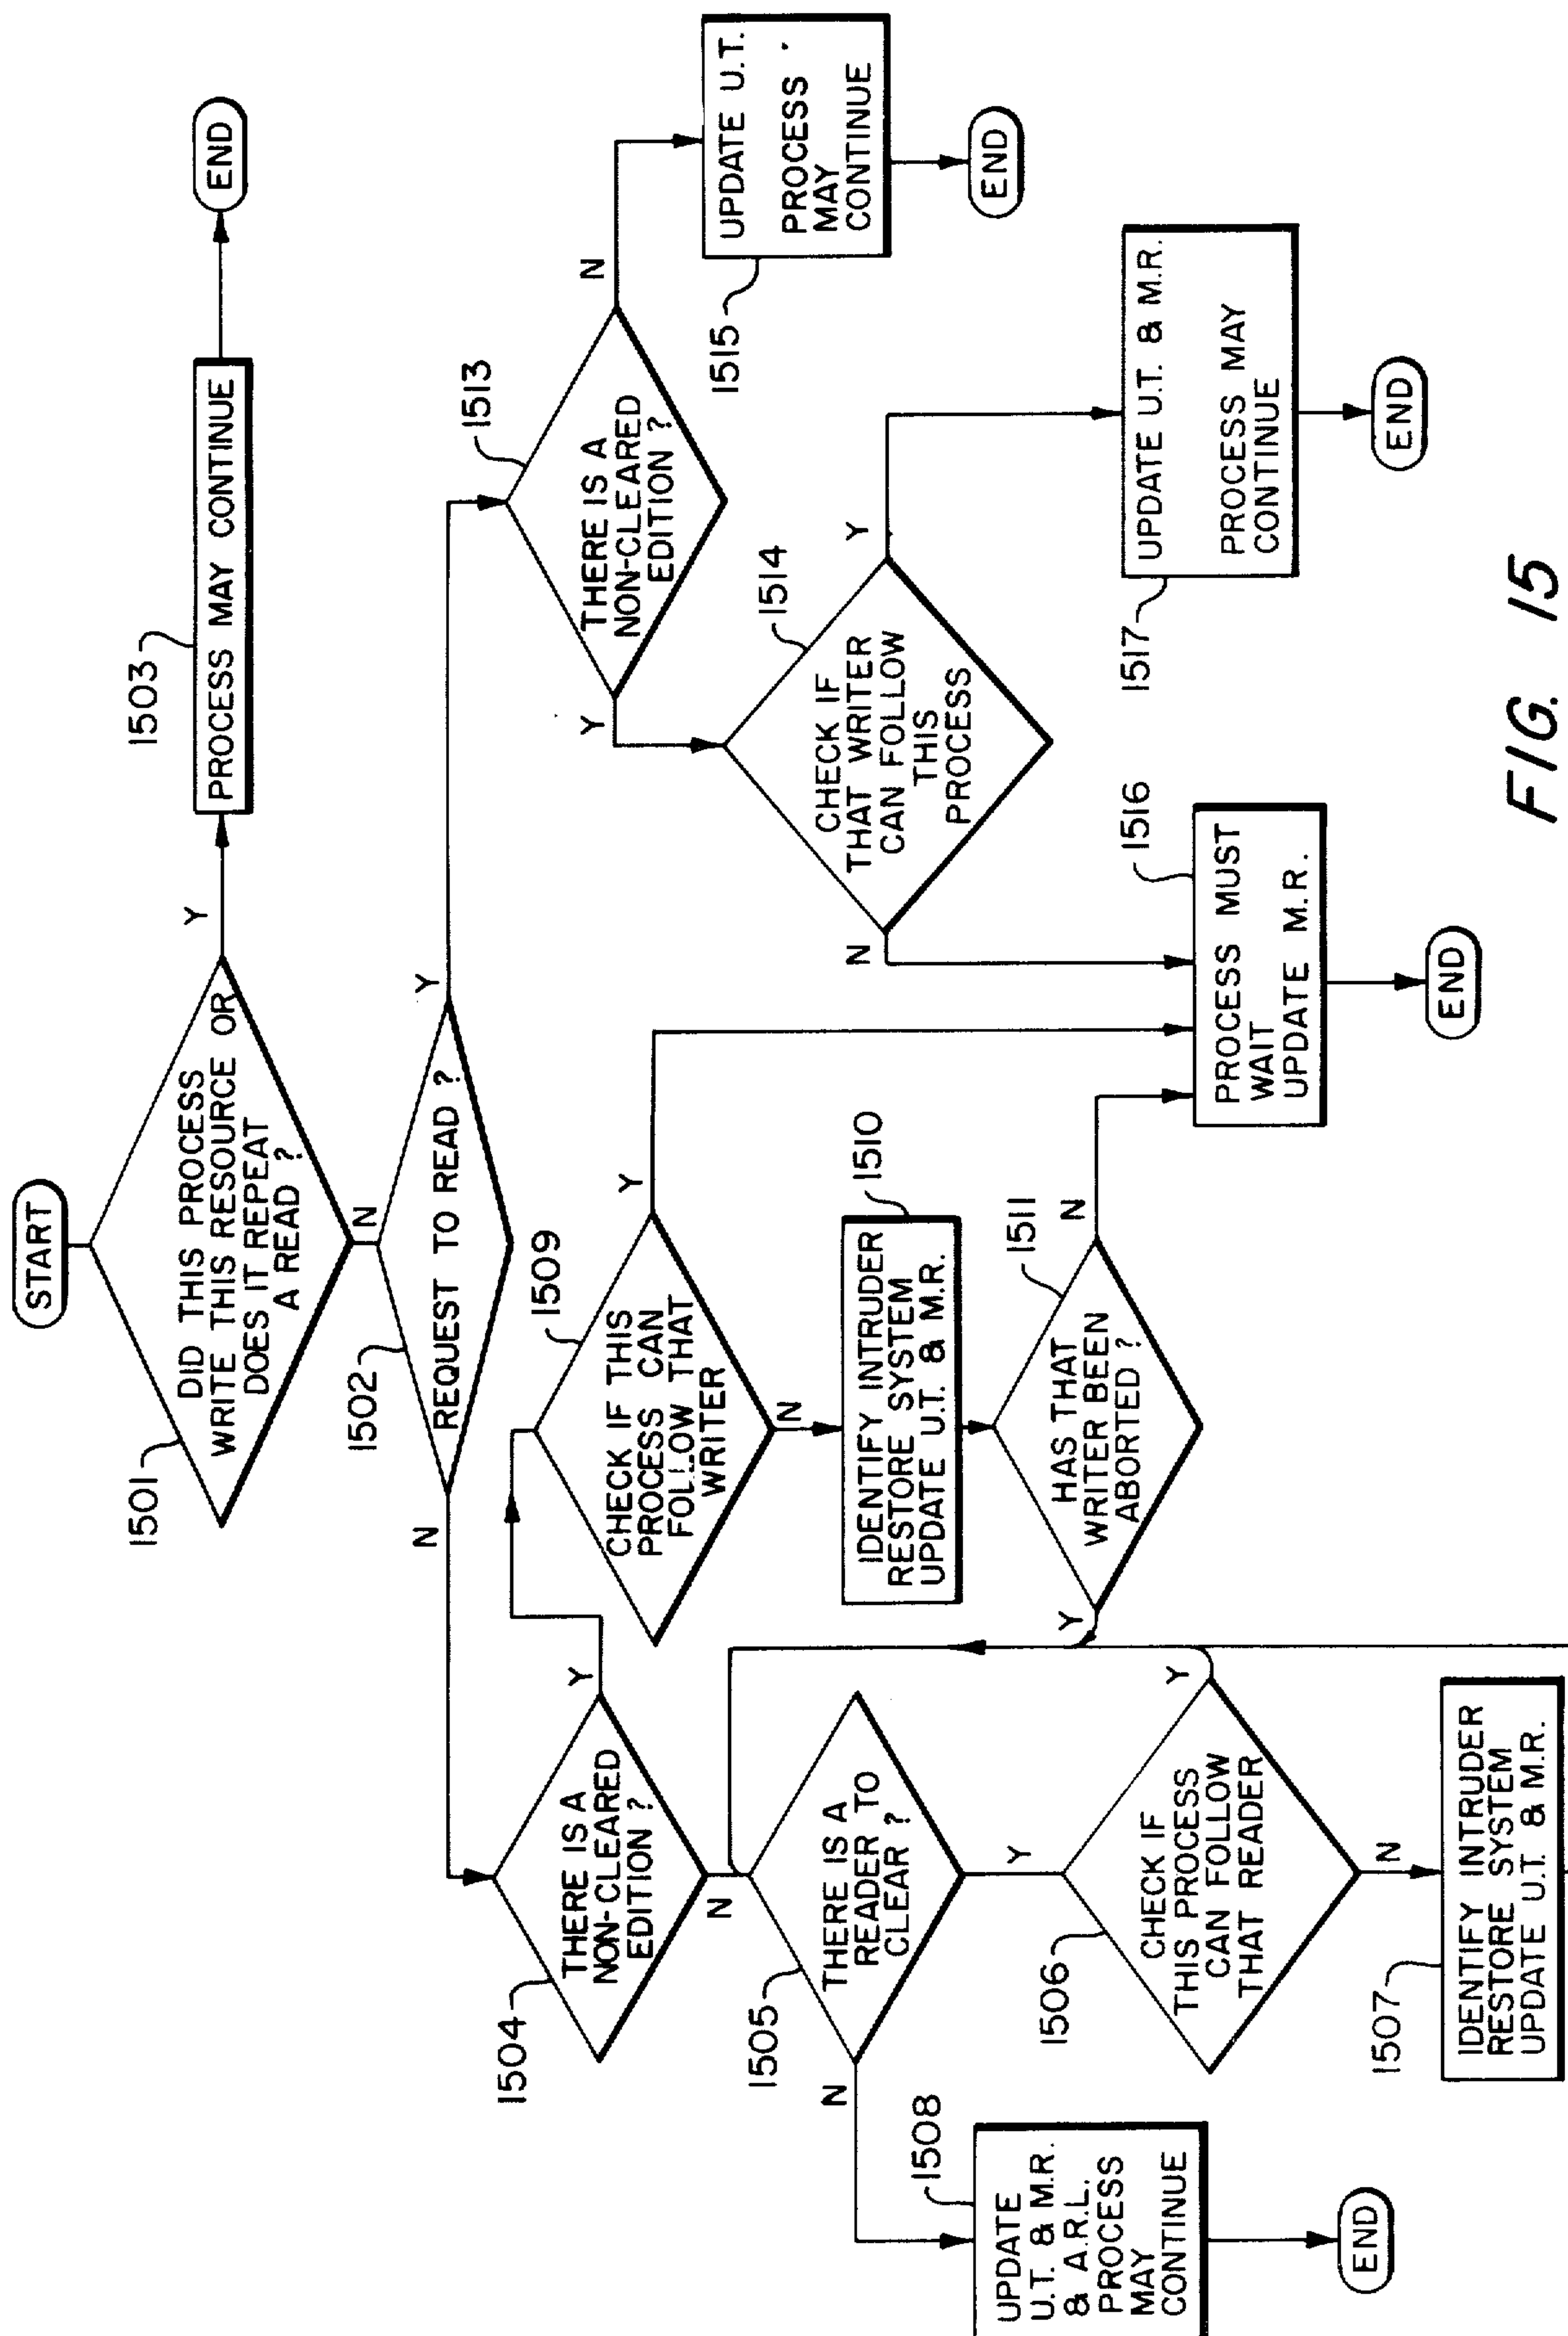 START
1501
DID THIS PROCESS
WRITE THIS RESOURCE OR
DOES IT REPEAT
A READ ?
Y
1503
PROCESS MAY CONTINUE
END
N
1502
REQUEST TO READ ?
N
Y
1504
THERE IS A
NON-CLEARED
EDITION ?
Y
N
1509
CHECK IF THIS
PROCESS CAN
FOLLOW THAT
WRITER
Y
N
1513
THERE IS A
NON-CLEARED
EDITION ?
Y
N
1505
THERE IS A
READER TO
CLEAR ?
N
Y
1510
IDENTIFY INTRUDER
RESTORE SYSTEM
UPDATE U.T. & M.R.
1514
CHECK IF
THAT WRITER
CAN FOLLOW
THIS
PROCESS
N
Y
1515
UPDATE U.T.
PROCESS
MAY
CONTINUE
END
1508
UPDATE
U.T. & M.R.
& A.R.L.
PROCESS
MAY
CONTINUE
END
1506
CHECK IF
THIS PROCESS
CAN FOLLOW
THAT READER
Y
N
1511
HAS THAT
WRITER BEEN
ABORTED ?
Y
N
1516
PROCESS MUST
WAIT
UPDATE M.R.
END
1517
UPDATE U.T. & M.R.
PROCESS MAY
CONTINUE
END
1507
IDENTIFY INTRUDER
RESTORE SYSTEM
UPDATE U.T. & M.R.
FIG. 15